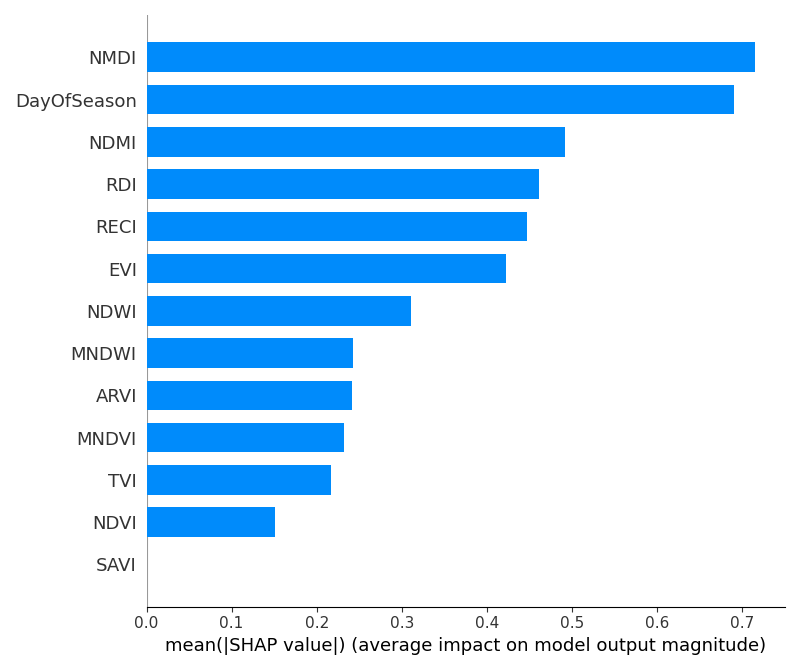 NMDI
DayOfSeason
NDMI
RDI
RECI
EVI
NDWI
MNDWI
ARVI
MNDVI
TVI
NDVI
SAVI
0.0 0.1 0.2 0.3 0.4 0.5 0.6 0.7
mean(|SHAP value|) (average impact on model output magnitude)